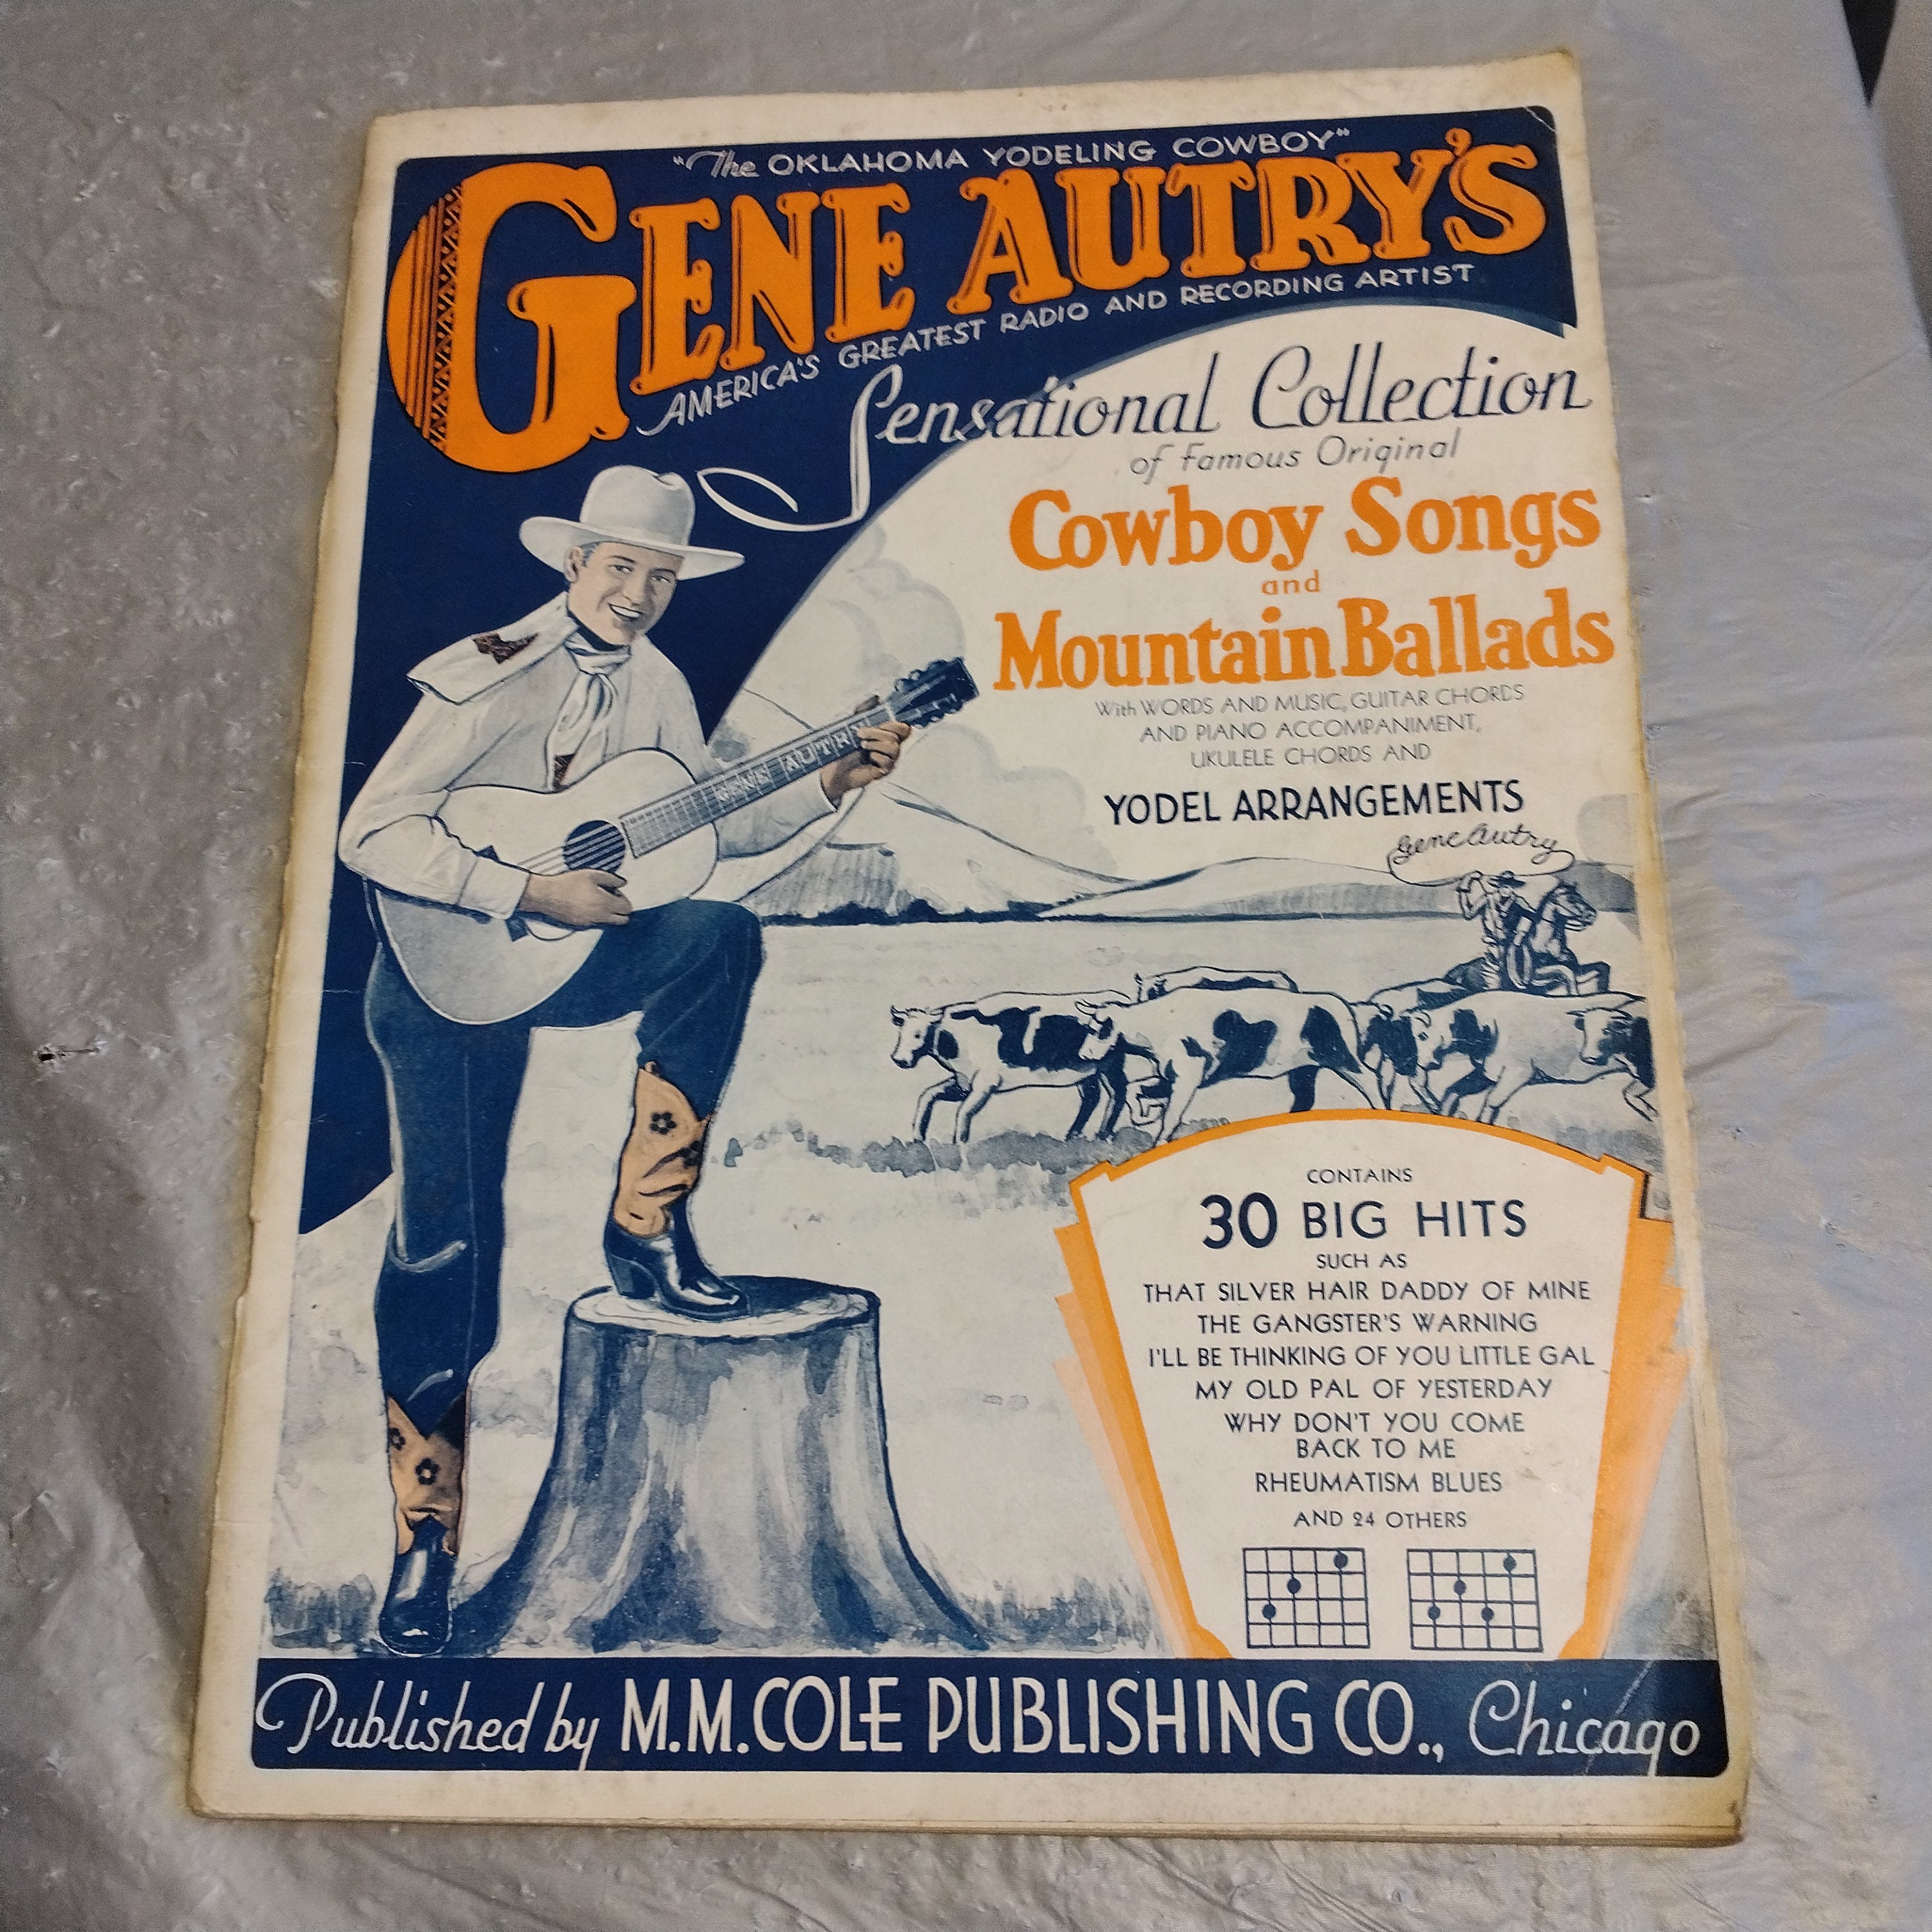 "The OKLAHOMA YODELING COWBOY"
GENE AUTRY'S
AMERICA'S GREATEST RADIO AND RECORDING ARTIST
Sensational Collection
of Famous Original
Cowboy Songs
and
Mountain Ballads
With WORDS AND MUSIC, GUITAR CHORDS
AND PIANO ACCOMPANIMENT,
UKULELE CHORDS AND
YODEL ARRANGEMENTS
Gene Autry
GENE AUTRY
CONTAINS
30 BIG HITS
SUCH AS
THAT SILVER HAIR DADDY OF MINE
THE GANGSTER'S WARNING
I'LL BE THINKING OF YOU LITTLE GAL
MY OLD PAL OF YESTERDAY
WHY DON'T YOU COME
BACK TO ME
RHEUMATISM BLUES
AND 24 OTHERS
Published by M.M. COLE PUBLISHING CO., Chicago